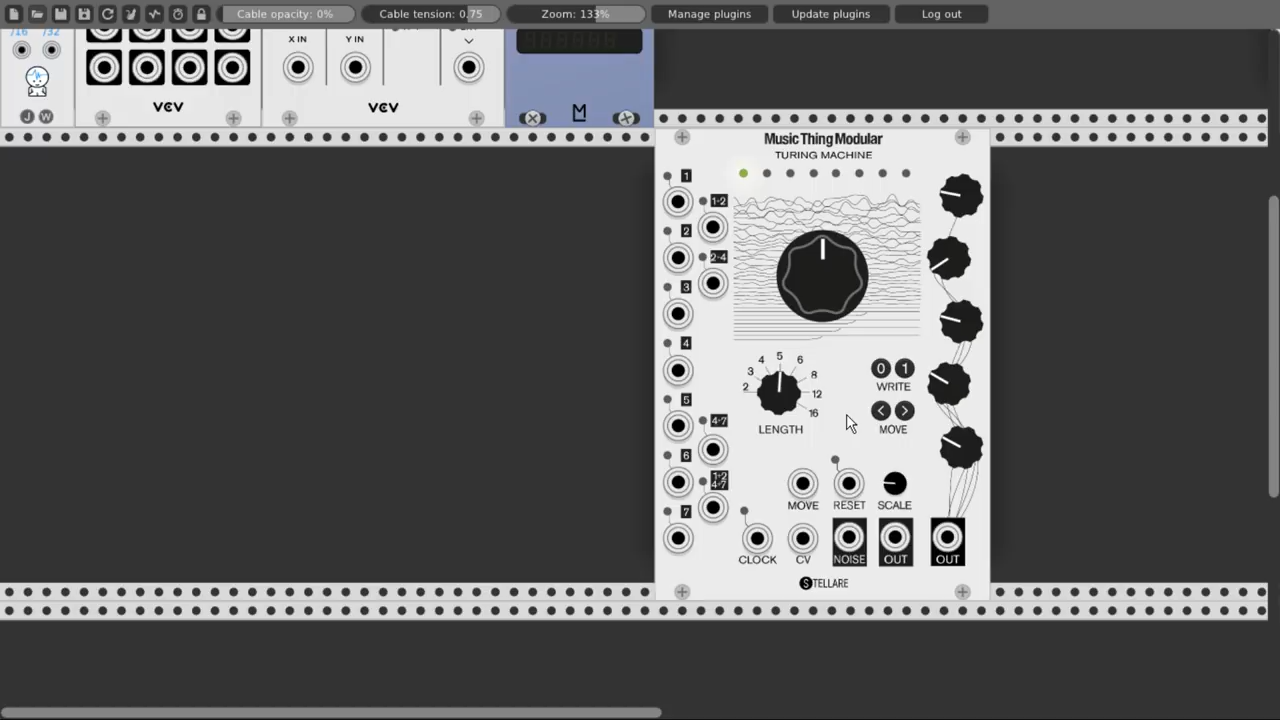 Cable opacity: 0%
Cable tension: 0.75
Zoom: 133%
Manage plugins
Update plugins
Log out
/16
/32
X IN
Y IN
J
W
VCV
VCV
M
Music Thing Modular
TURING MACHINE
1
1-2
2
2-4
3
4
5
4-7
6
1-2
4-7
7
2
3
4
5
6
8
12
16
LENGTH
0
1
WRITE
<
>
MOVE
MOVE
RESET
SCALE
CLOCK
CV
NOISE
OUT
OUT
STELLARE